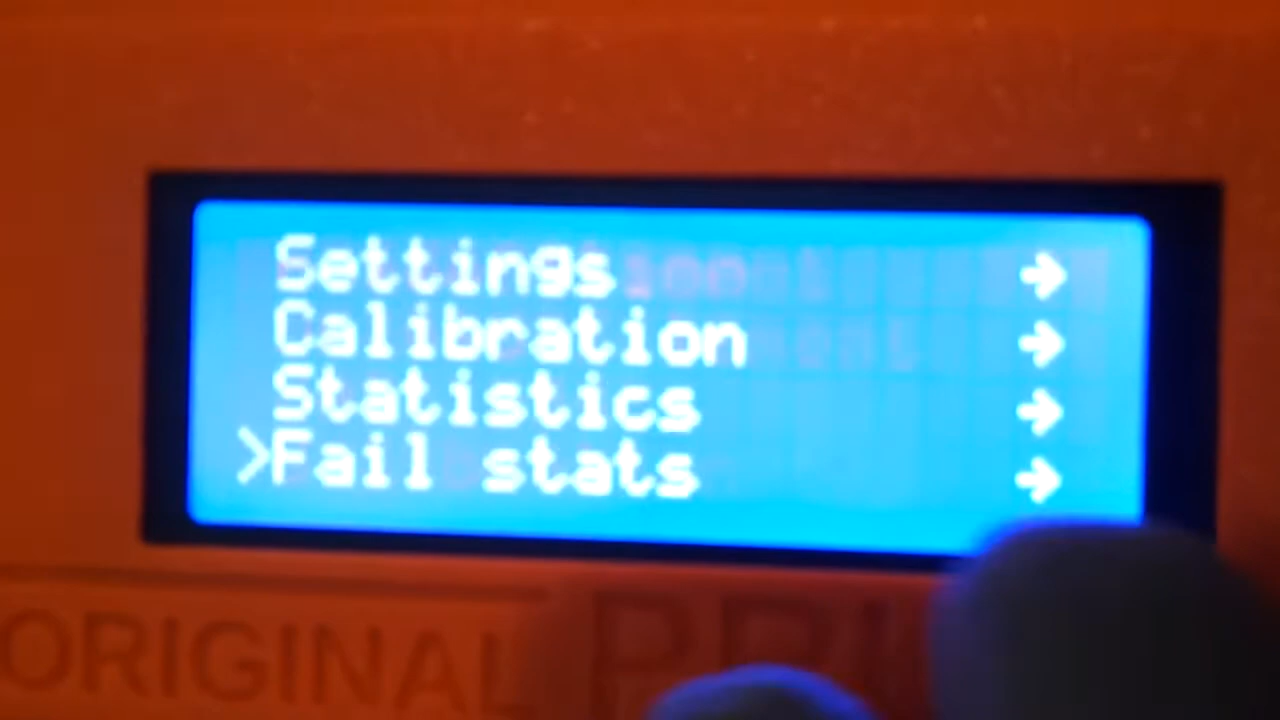 Settings →
Calibration →
Statistics →
>Fail stats →
ORIGINAL PRU